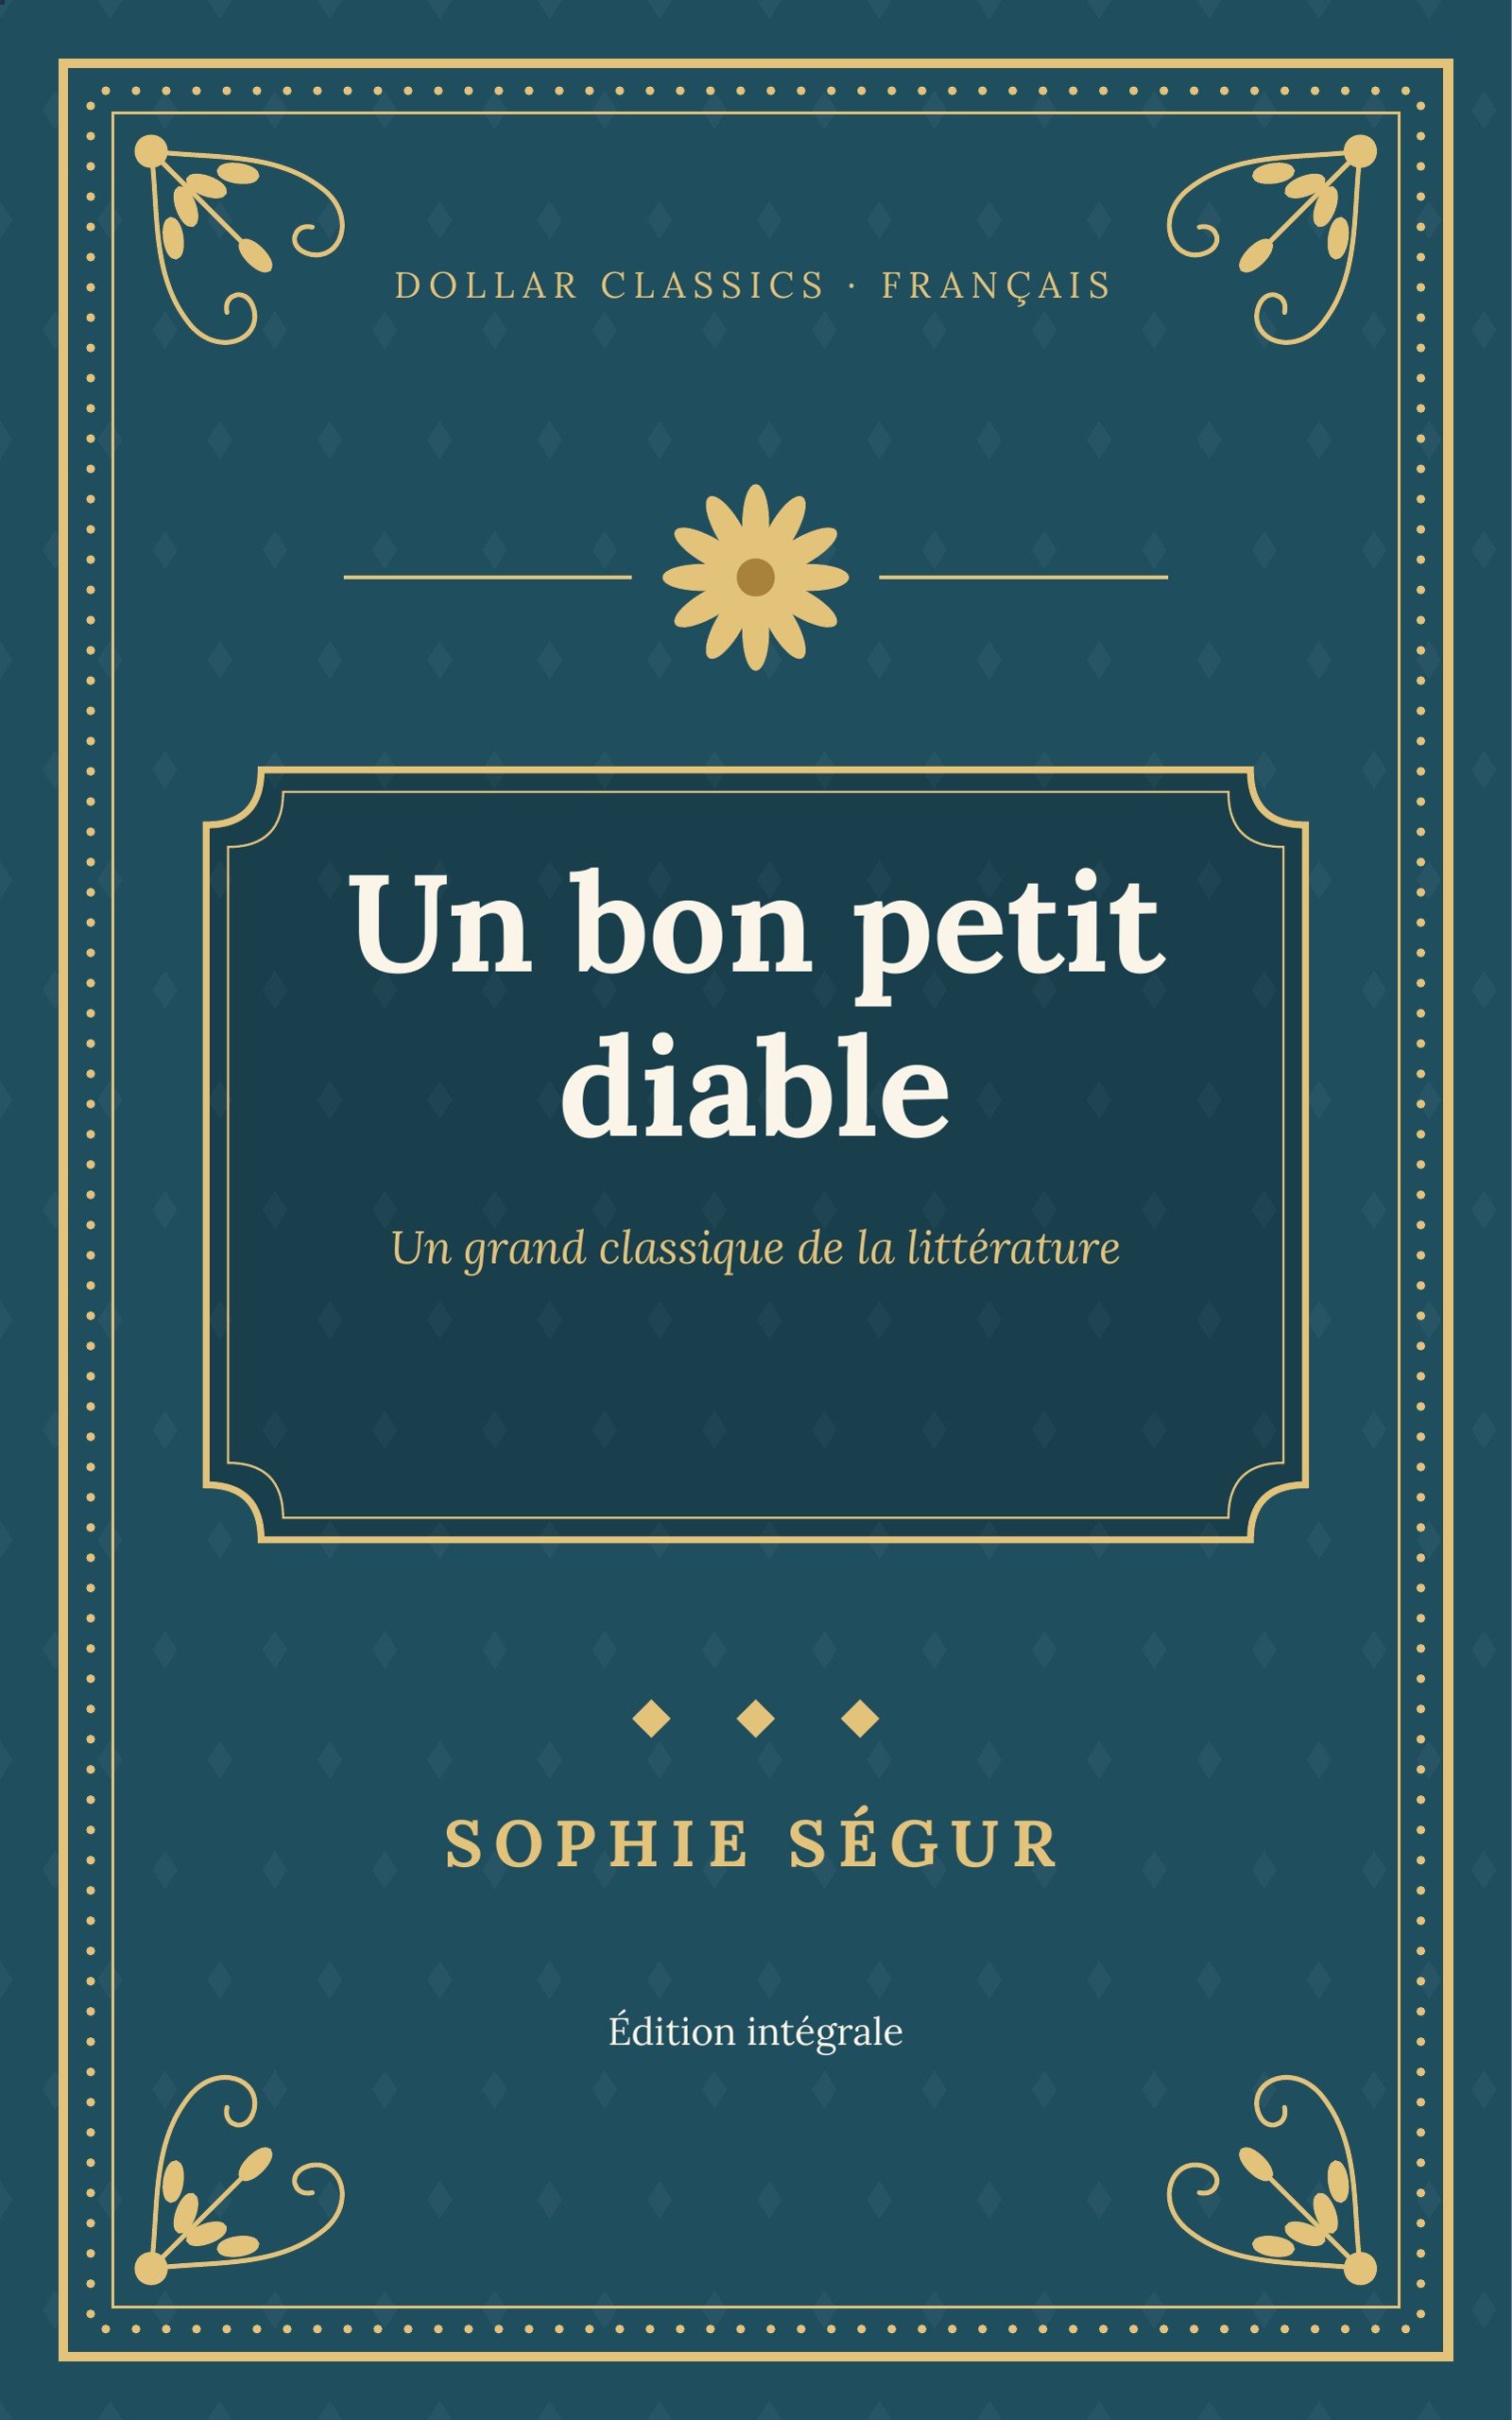 DOLLAR CLASSICS · FRANÇAIS
Un bon petit
diable
Un grand classique de la littérature
SOPHIE SÉGUR
Édition intégrale